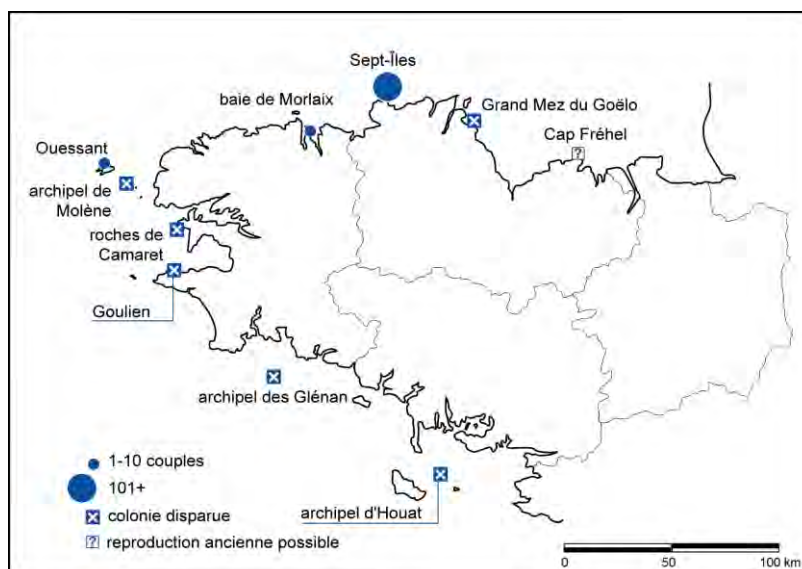 Sept-Îles
baie de Morlaix
Grand Mez du Goëlo
Cap Fréhel
?
Ouessant
archipel de
Molène
roches de
Camaret
Goulien
archipel des Glénan
archipel d'Houat
1-10 couples
101+
colonie disparue
? reproduction ancienne possible
0 50 100 km